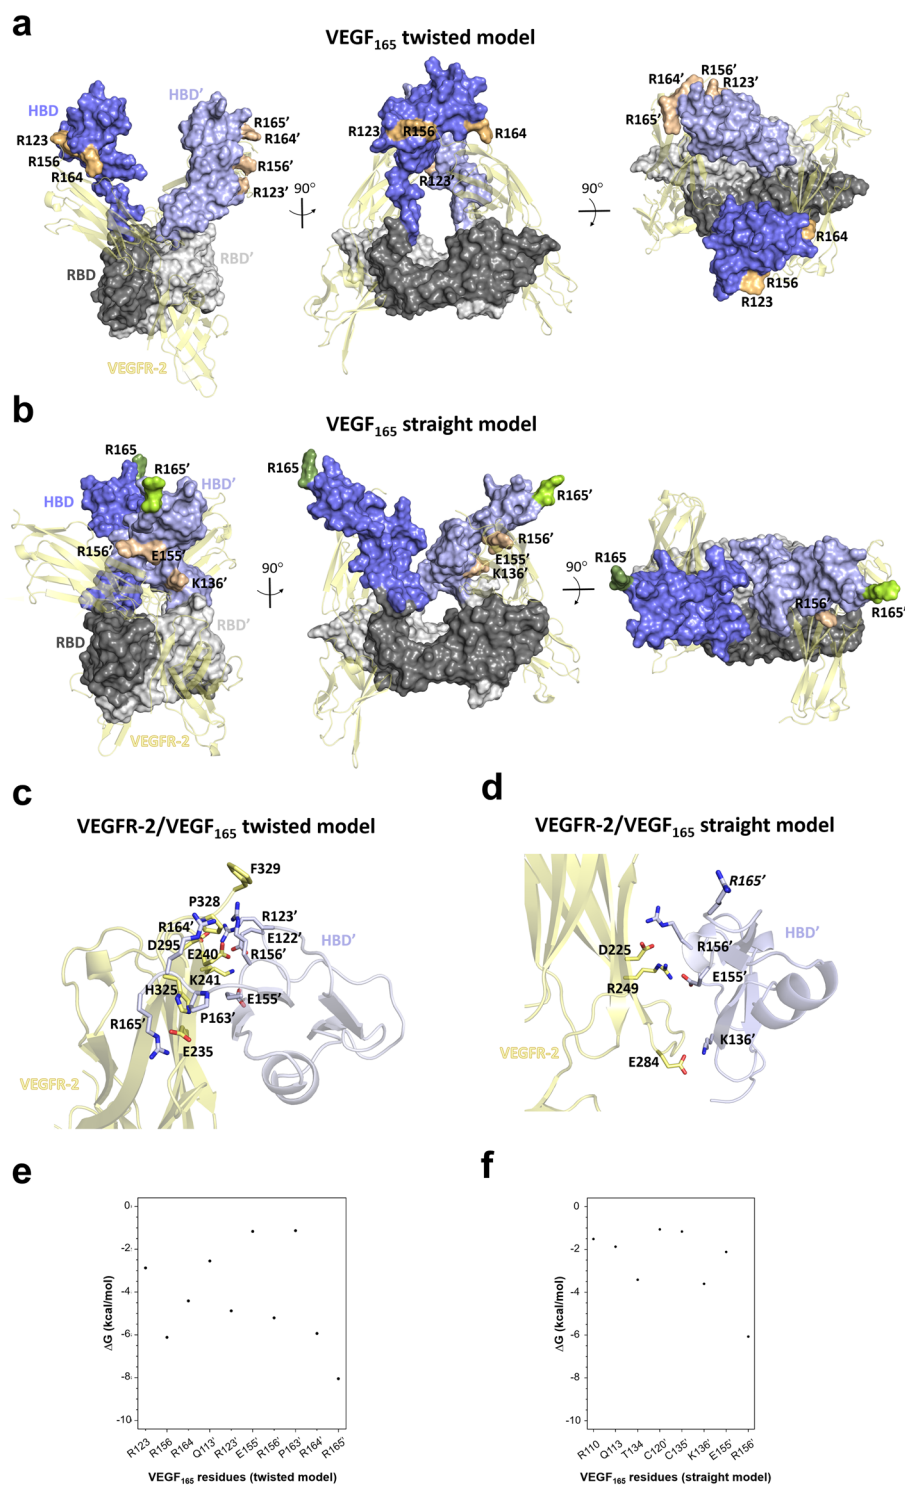 a
VEGF165 twisted model
HBD
HBD'
R123
R156
R164
R165'
R164'
R156'
R123'
RBD
RBD'
VEGFR-2
90°
R123
R156
R164
R123'
90°
R164'
R156'
R123'
R165'
R164
R156
R123
b
VEGF165 straight model
R165
R165'
HBD
HBD'
R156'
E155'
K136'
RBD
RBD'
VEGFR-2
90°
R165
R165'
R156'
E155'
K136'
90°
R165
R156'
R165'
c
VEGFR-2/VEGF165 twisted model
F329
P328
R164'
R123'
D295
E122'
E240
R156'
K241
H325
E155'
R165'
P163'
E235
VEGFR-2
HBD'
d
VEGFR-2/VEGF165 straight model
R165'
D225
R156'
HBD'
R249
E155'
K136'
VEGFR-2
E284
e
0
-2
-4
-6
-8
-10
ΔG (kcal/mol)
R123
R156
R164
Q113'
R123'
E155'
R156'
P163'
R164'
R165'
VEGF165 residues (twisted model)
f
0
-2
-4
-6
-8
-10
ΔG (kcal/mol)
R110
Q113
T134
C120'
C135'
K136'
E155'
R156'
VEGF165 residues (straight model)